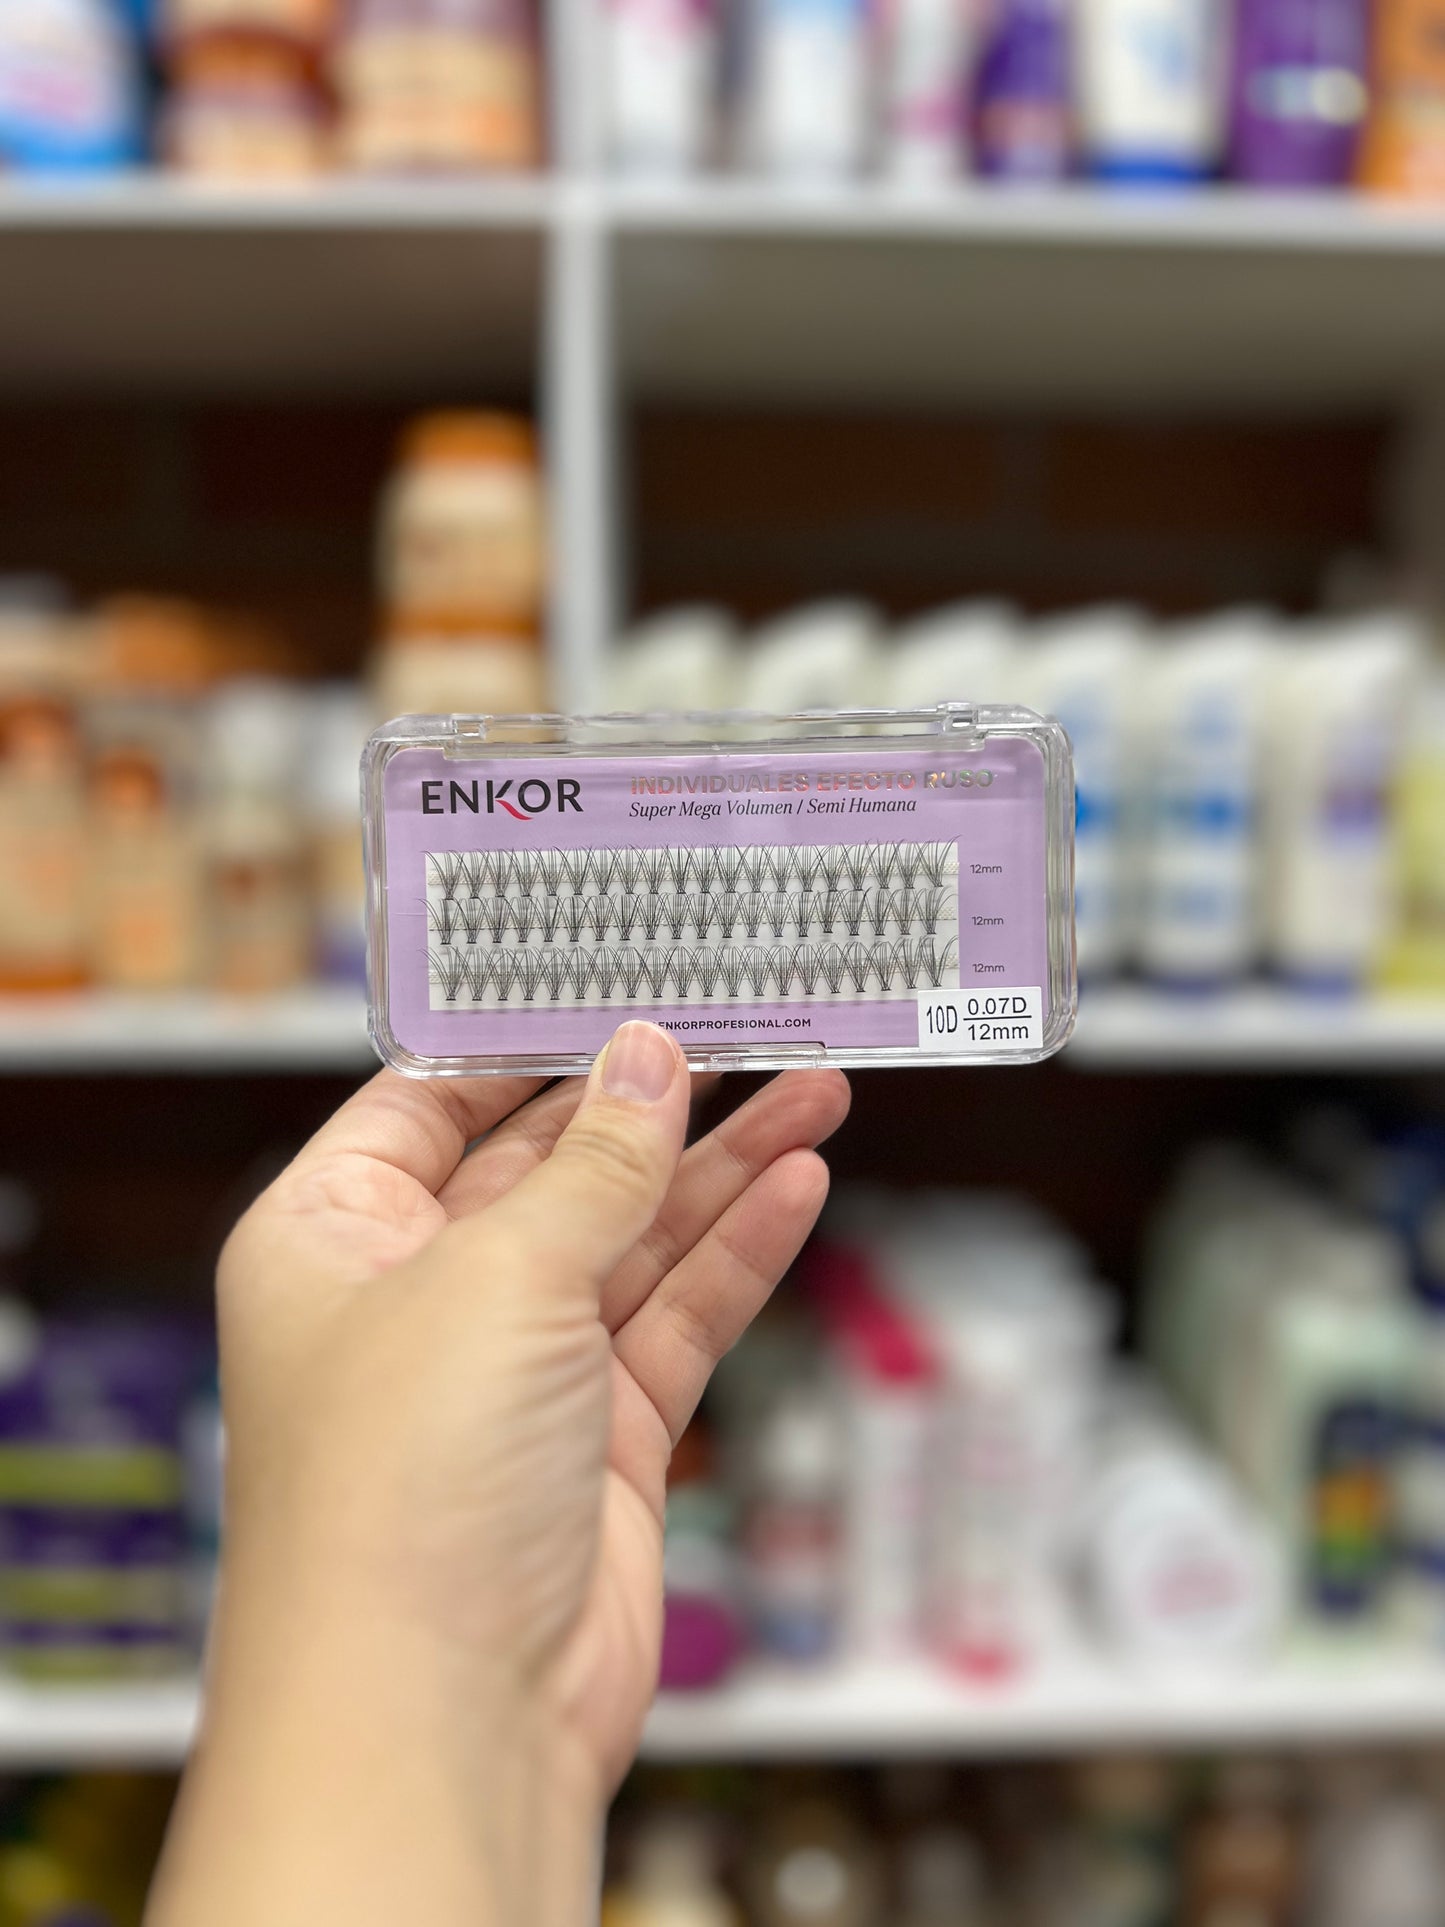 ENKOR
INDIVIDUALES EFECTO RUSO
Super Mega Volumen / Semi Humana
12mm
12mm
12mm
ENKORPROFESIONAL.COM
10D 0.07D
12mm